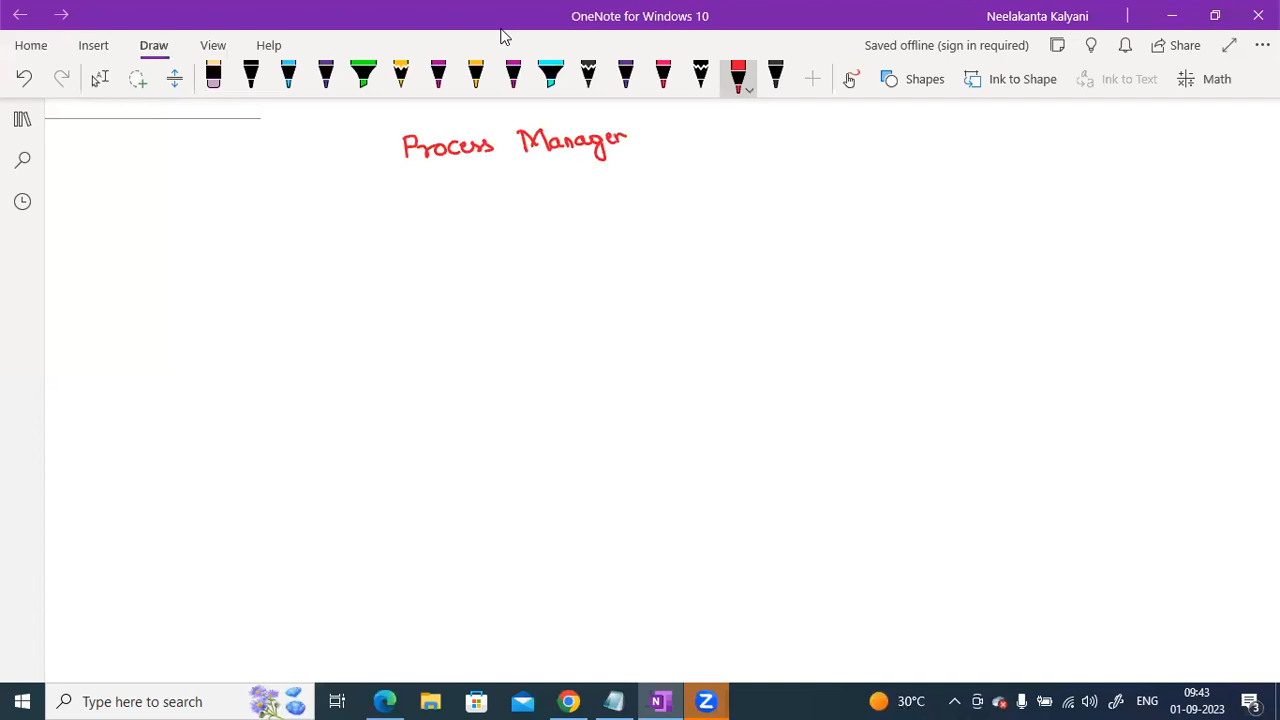 OneNote for Windows 10
Neelakanta Kalyani
Home
Insert
Draw
View
Help
Saved offline (sign in required)
Share
Shapes
Ink to Shape
Ink to Text
Math
Process Manager
Type here to search
30°C
ENG
09:43
01-09-2023
3